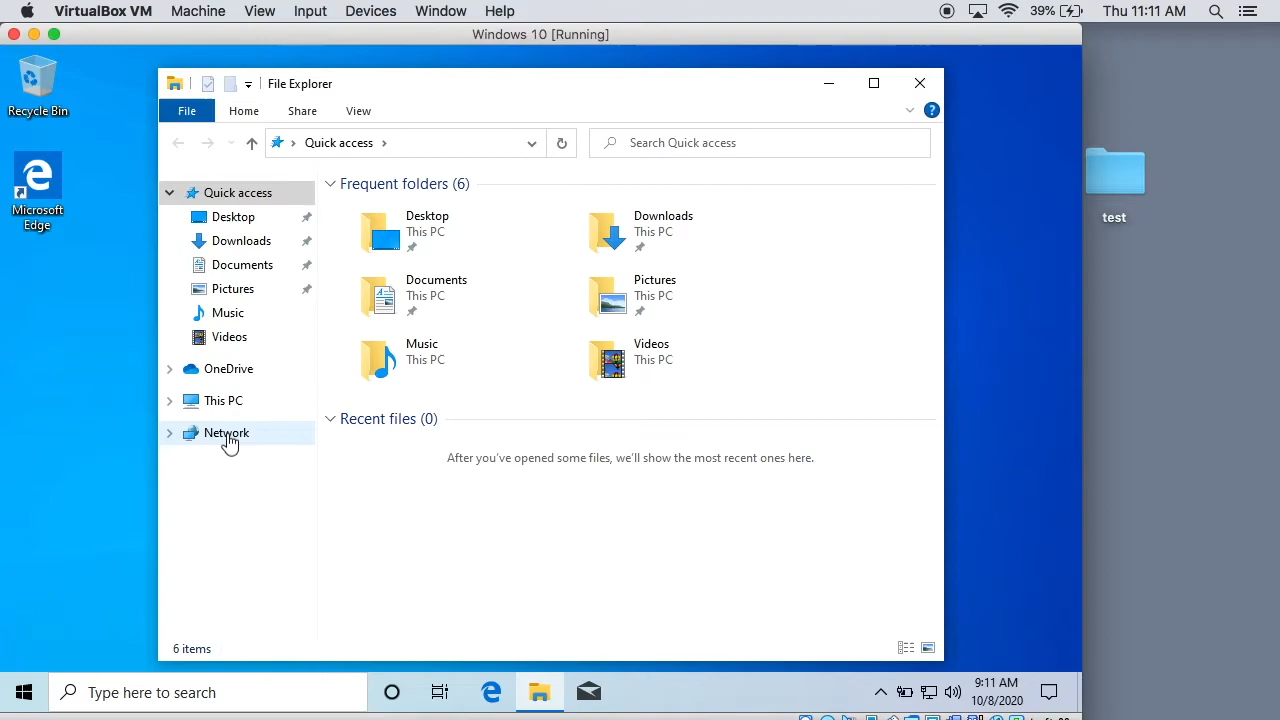 VirtualBox VM Machine View Input Devices Window Help 39% Thu 11:11 AM
Windows 10 [Running]
Recycle Bin
Microsoft
Edge
File Explorer
File Home Share View
Quick access
Search Quick access
Quick access
Desktop
Downloads
Documents
Pictures
Music
Videos
OneDrive
This PC
Network
Frequent folders (6)
Desktop
This PC
Downloads
This PC
Documents
This PC
Pictures
This PC
Music
This PC
Videos
This PC
Recent files (0)
After you've opened some files, we'll show the most recent ones here.
6 items
test
Type here to search
9:11 AM
10/8/2020